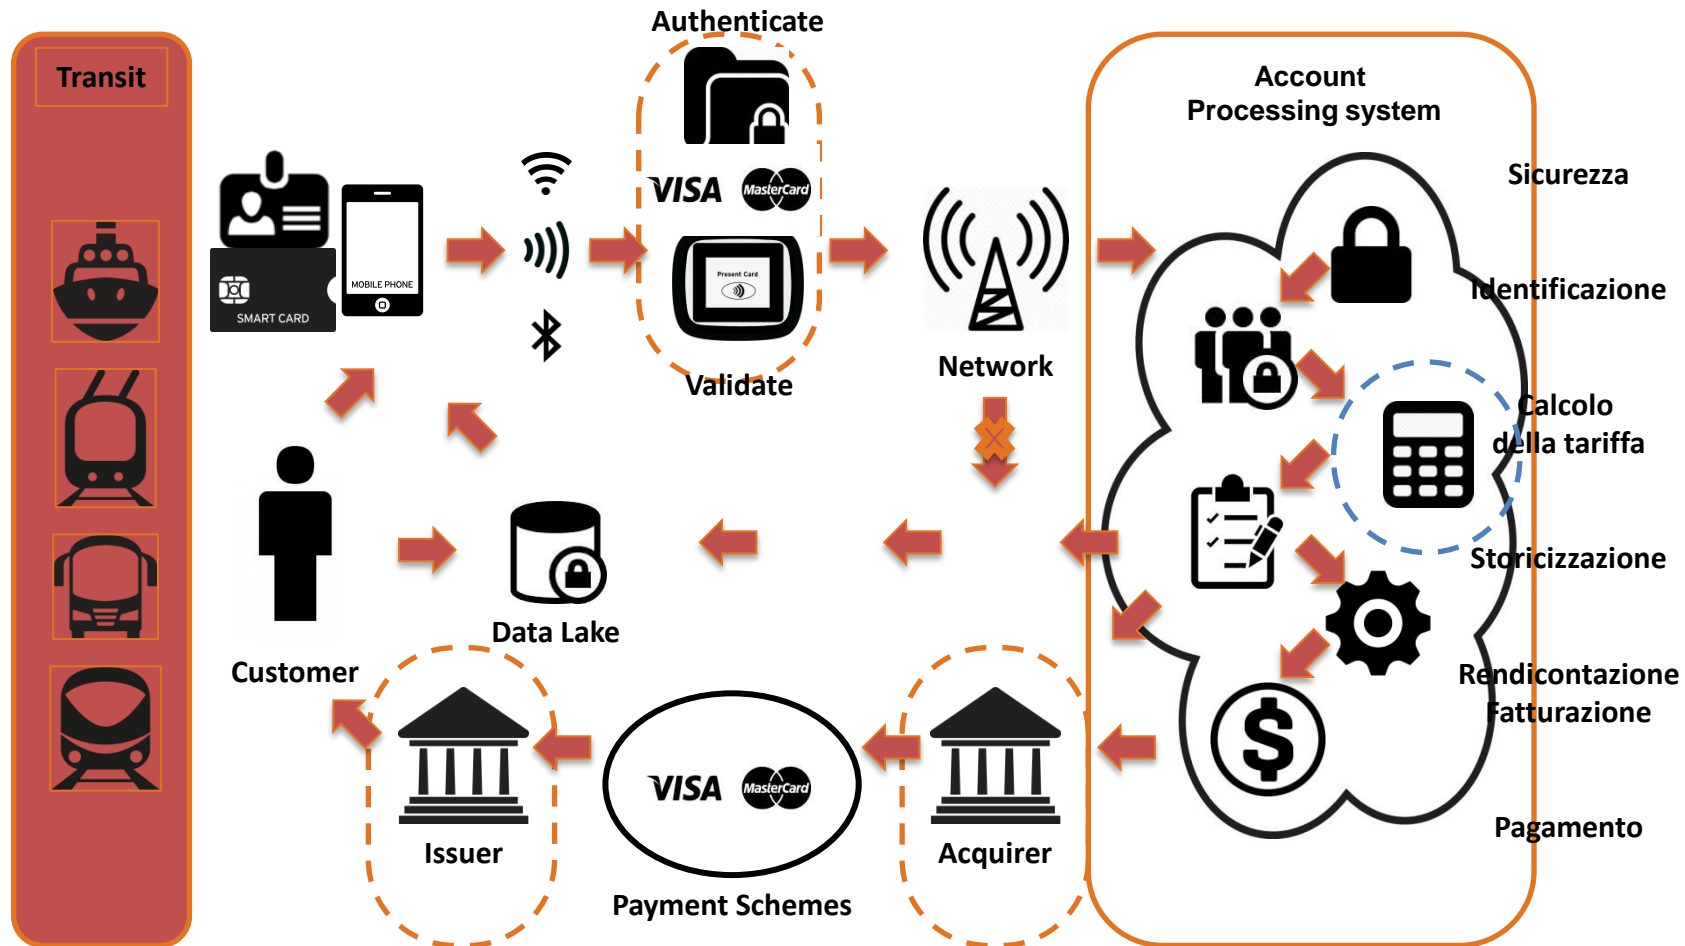 Authenticate
Transit
Account
Processing system
Sicurezza
VISA MasterCard
MOBILE PHONE
SMART CARD
Present Card
Identificazione
Network
Validate
Calcolo
della tariffa
Storicizzazione
Data Lake
Customer
Rendicontazione
Fatturazione
$
VISA MasterCard
Pagamento
Issuer
Acquirer
Payment Schemes